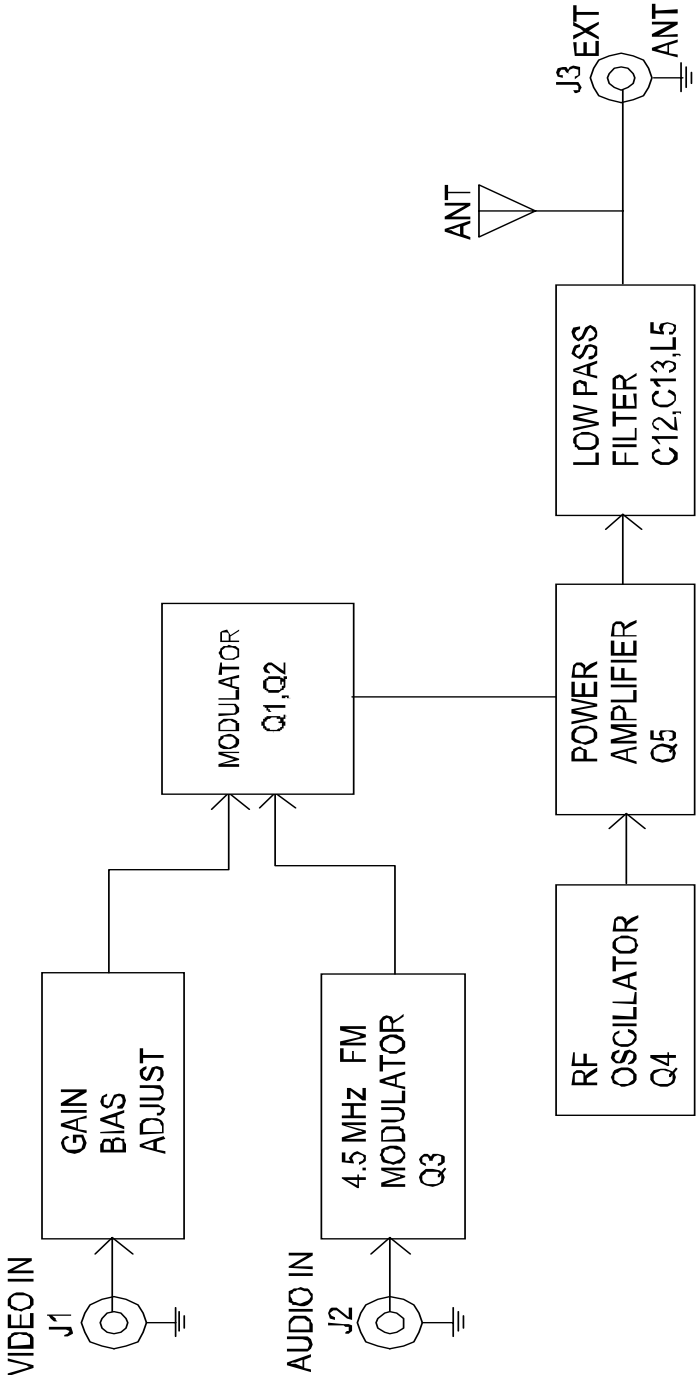 VIDEO IN
J1
GAIN
BIAS
ADJUST
AUDIO IN
J2
4.5 MHz FM
MODULATOR
Q3
MODULATOR
Q1,Q2
RF
OSCILLATOR
Q4
POWER
AMPLIFIER
Q5
LOW PASS
FILTER
C12,C13,L5
ANT
J3
EXT
ANT